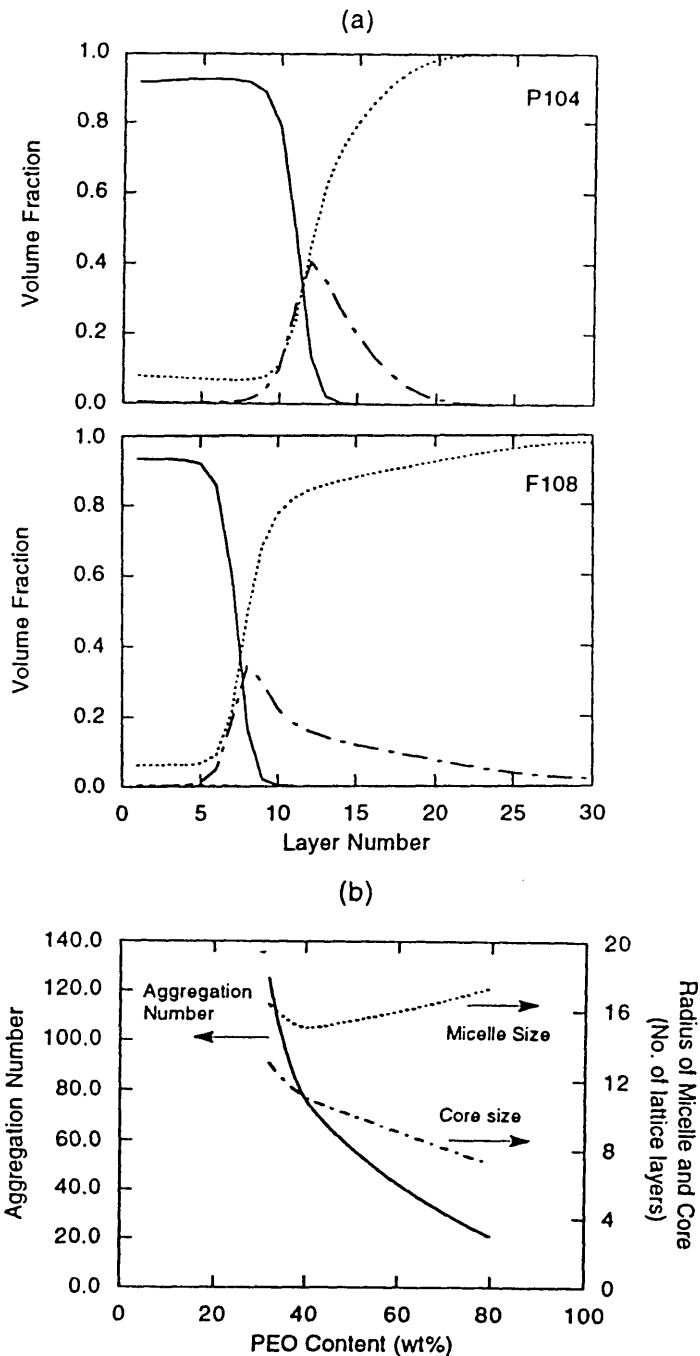 (a)
1.0
0.8
0.6
0.4
0.2
0.0
Volume Fraction
P104
1.0
0.8
0.6
0.4
0.2
0.0
Volume Fraction
F108
0 5 10 15 20 25 30
Layer Number
(b)
140.0
120.0
100.0
80.0
60.0
40.0
20.0
0.0
Aggregation Number
Aggregation
Number
Micelle Size
Core size
20
16
12
8
4
0
Radius of Micelle and Core
(No. of lattice layers)
0 20 40 60 80 100
PEO Content (wt%)